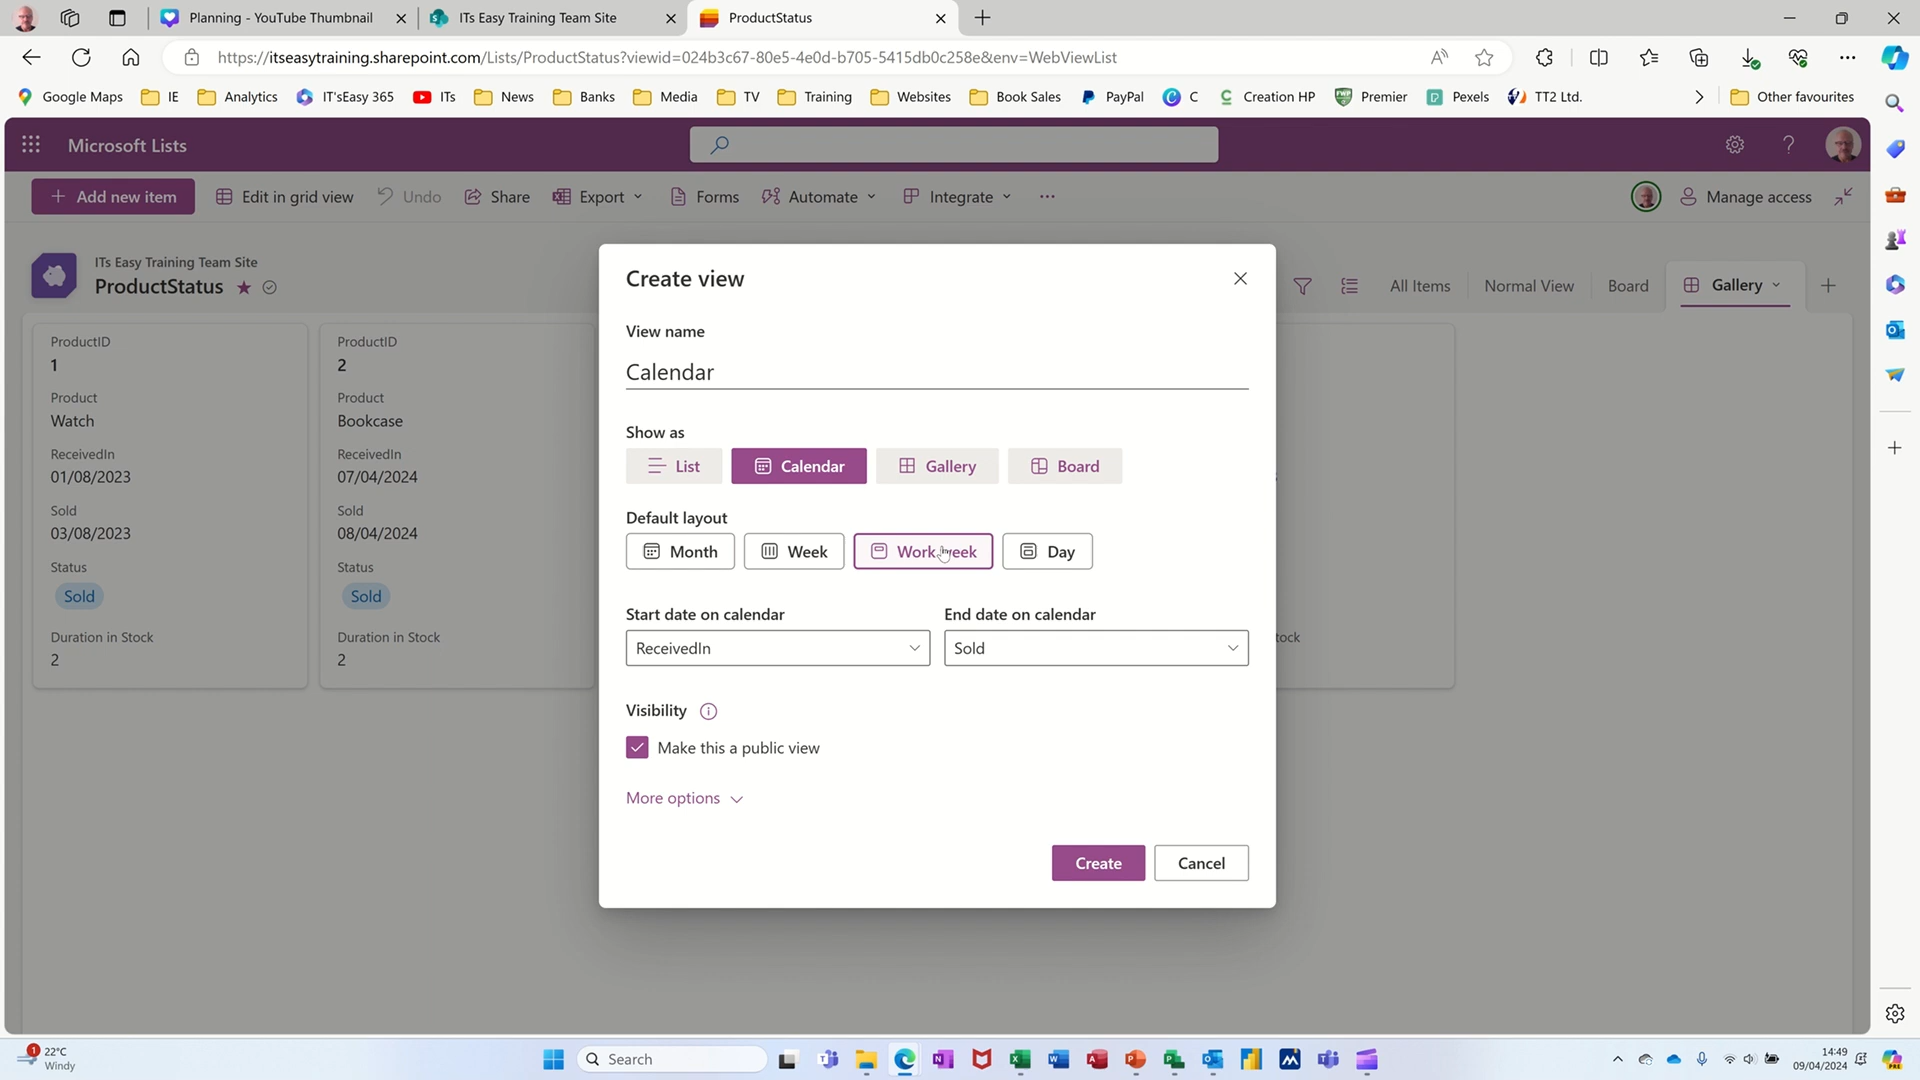 Planning - YouTube Thumbnail
ITs Easy Training Team Site
ProductStatus
https://itseasytraining.sharepoint.com/Lists/ProductStatus?viewid=024b3c67-80e5-4e0d-b705-5415db0c258e&env=WebViewList
Google Maps
IE
Analytics
IT'sEasy 365
ITs
News
Banks
Media
TV
Training
Websites
Book Sales
PayPal
C
Creation HP
Premier
Pexels
TT2 Ltd.
Other favourites
Microsoft Lists
Add new item
Edit in grid view
Undo
Share
Export
Forms
Automate
Integrate
Manage access
ITs Easy Training Team Site
ProductStatus
All Items
Normal View
Board
Gallery
ProductID
1
Product
Watch
ReceivedIn
01/08/2023
Sold
03/08/2023
Status
Sold
Duration in Stock
2
ProductID
2
Product
Bookcase
ReceivedIn
07/04/2024
Sold
08/04/2024
Status
Sold
Duration in Stock
2
Create view
View name
Calendar
Show as
List
Calendar
Gallery
Board
Default layout
Month
Week
Work week
Day
Start date on calendar
End date on calendar
ReceivedIn
Sold
Visibility
Make this a public view
More options
Create
Cancel
tock
1
22°C
Windy
Search
14:49
09/04/2024